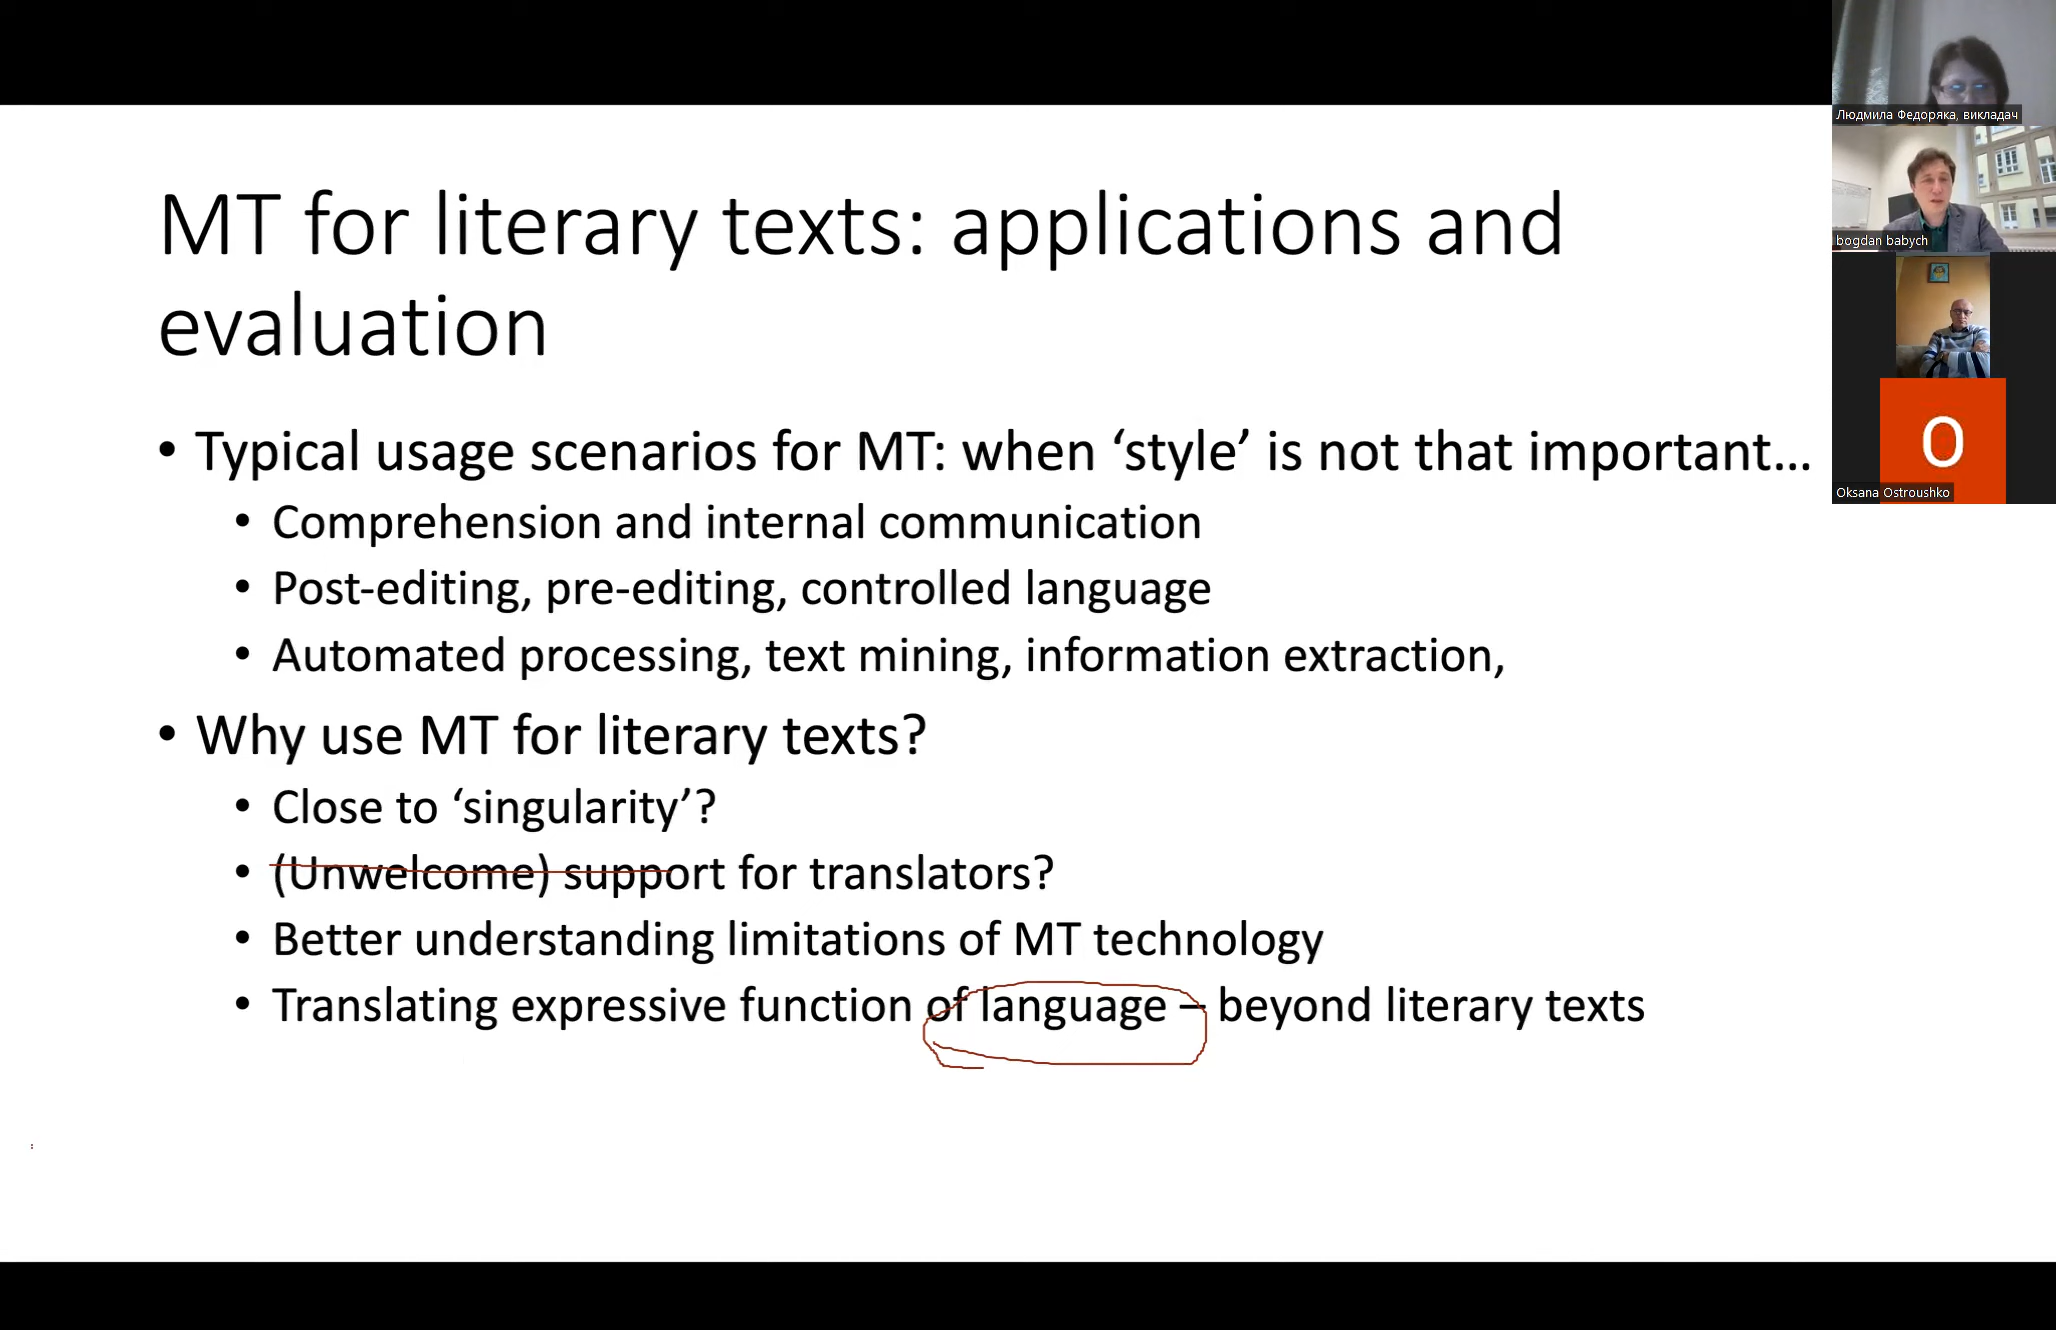 MT for literary texts: applications and
evaluation
• Typical usage scenarios for MT: when ‘style’ is not that important...
• Comprehension and internal communication
• Post-editing, pre-editing, controlled language
• Automated processing, text mining, information extraction,
• Why use MT for literary texts?
• Close to ‘singularity’?
• (Unwelcome) support for translators?
• Better understanding limitations of MT technology
• Translating expressive function of language – beyond literary texts
Людмила Федоряка, викладач
bogdan babych
O
Oksana Ostroushko